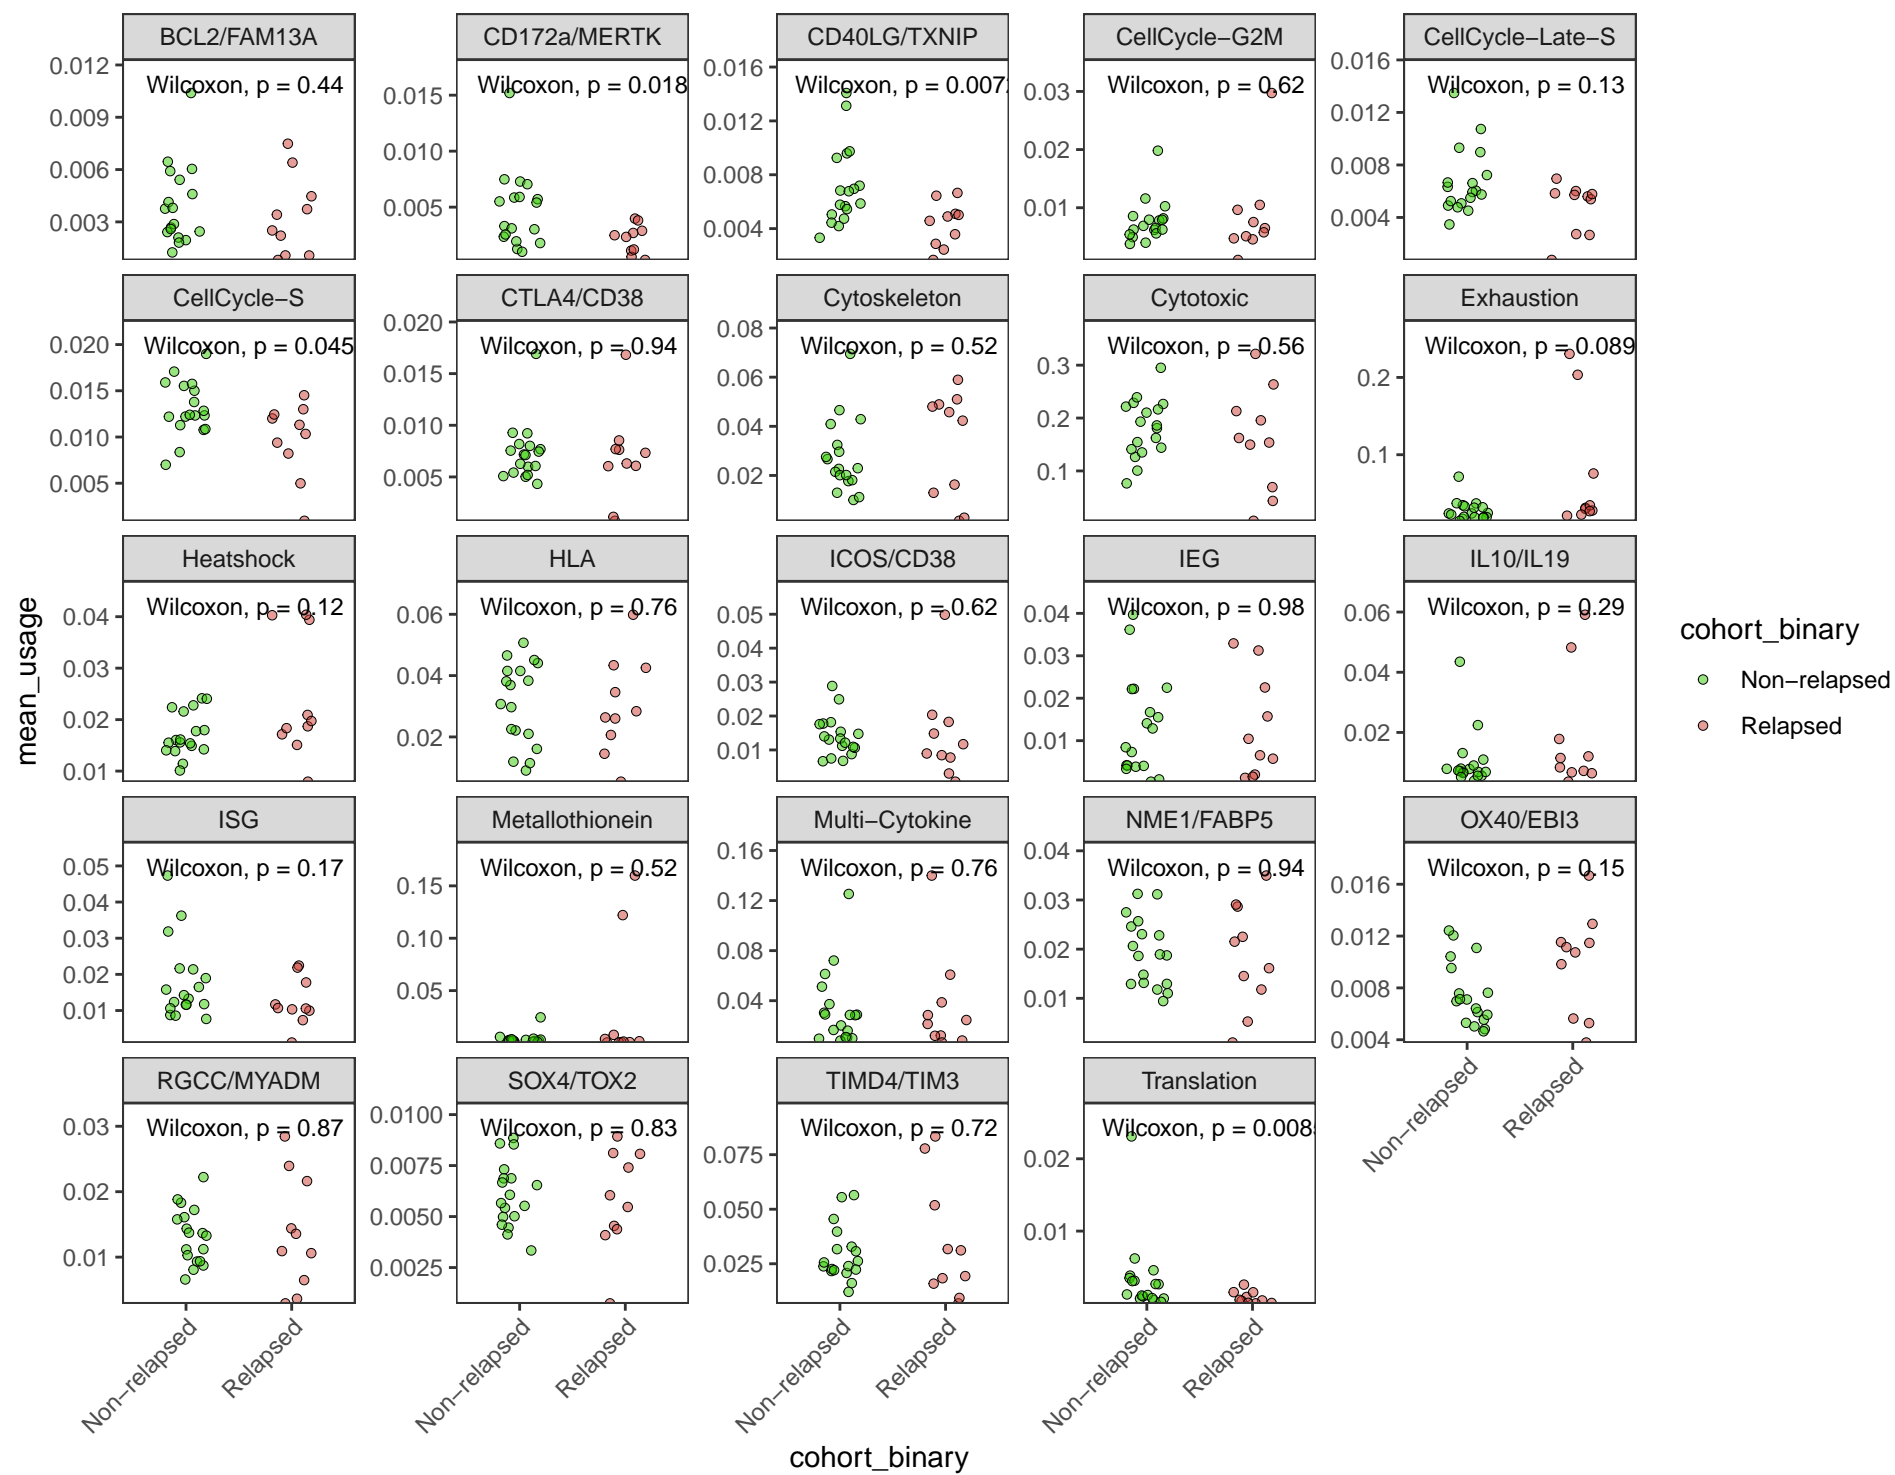 BCL2/FAM13A
CD172a/MERTK
CD40LG/TXNIP
CellCycle−G2M
CellCycle−Late−S
Wilcoxon, p = 0.44
Wilcoxon, p = 0.018
Wilcoxon, p = 0.007
Wilcoxon, p = 0.62
Wilcoxon, p = 0.13
0.012
0.009
0.006
0.003
0.015
0.010
0.005
0.016
0.012
0.008
0.004
0.03
0.02
0.01
0.016
0.012
0.008
0.004
CellCycle−S
CTLA4/CD38
Cytoskeleton
Cytotoxic
Exhaustion
Wilcoxon, p = 0.045
Wilcoxon, p = 0.94
Wilcoxon, p = 0.52
Wilcoxon, p = 0.56
Wilcoxon, p = 0.089
0.020
0.015
0.010
0.005
0.020
0.015
0.010
0.005
0.08
0.06
0.04
0.02
0.3
0.2
0.1
0.2
0.1
Heatshock
HLA
ICOS/CD38
IEG
IL10/IL19
Wilcoxon, p = 0.12
Wilcoxon, p = 0.76
Wilcoxon, p = 0.62
Wilcoxon, p = 0.98
Wilcoxon, p = 0.29
0.04
0.03
0.02
0.01
0.06
0.04
0.02
0.05
0.04
0.03
0.02
0.01
0.04
0.03
0.02
0.01
0.06
0.04
0.02
mean_usage
cohort_binary
Non−relapsed
Relapsed
ISG
Metallothionein
Multi−Cytokine
NME1/FABP5
OX40/EBI3
Wilcoxon, p = 0.17
Wilcoxon, p = 0.52
Wilcoxon, p = 0.76
Wilcoxon, p = 0.94
Wilcoxon, p = 0.15
0.05
0.04
0.03
0.02
0.01
0.15
0.10
0.05
0.16
0.12
0.08
0.04
0.04
0.03
0.02
0.01
0.016
0.012
0.008
0.004
Non−relapsed
Relapsed
RGCC/MYADM
SOX4/TOX2
TIMD4/TIM3
Translation
Wilcoxon, p = 0.87
Wilcoxon, p = 0.83
Wilcoxon, p = 0.72
Wilcoxon, p = 0.008
0.03
0.02
0.01
0.0100
0.0075
0.0050
0.0025
0.075
0.050
0.025
0.02
0.01
Non−relapsed
Relapsed
Non−relapsed
Relapsed
Non−relapsed
Relapsed
Non−relapsed
Relapsed
cohort_binary